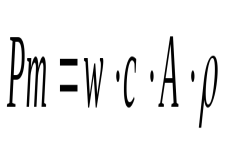 Pm = w · c · A · ρ